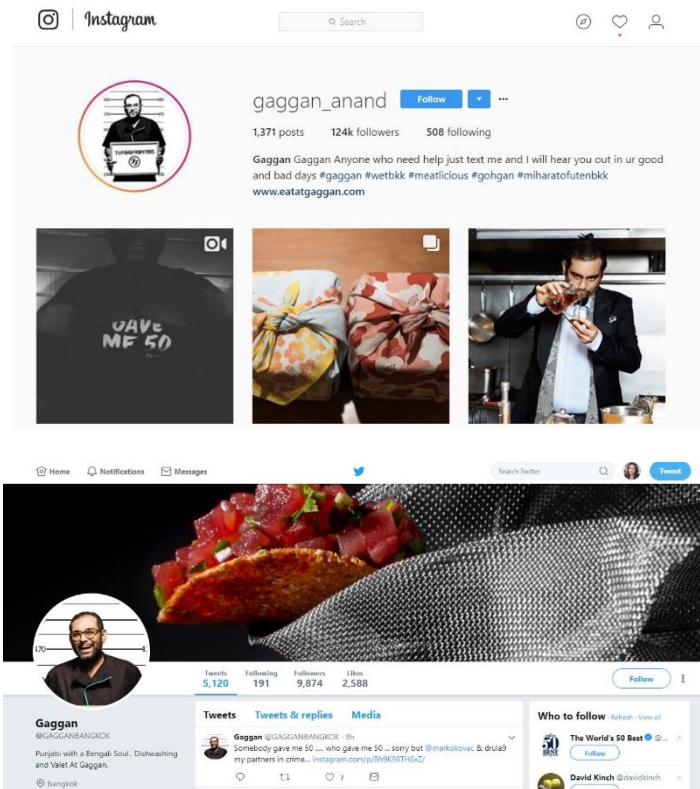 Instagram
Search
gaggan_anand Follow
1,371 posts 124k followers 508 following
Gaggan Gaggan Anyone who need help just text me and I will hear you out in ur good
and bad days #gaggan #wetbkk #meatlicious #gohgan #miharatofutenbkk
www.eatatgaggan.com
GAVE
ME 50
Home Notifications Messages
Search Twitter
Tweet
170
Tweets Following Followers Likes
5,120 191 9,874 2,588
Follow
Gaggan
@GAGGANBANGKOK
Punjabi with a Bengali Soul.. Dishwashing
and Valet At Gaggan.
bangkok
Tweets Tweets & replies Media
Gaggan @GAGGANBANGKOK · 8h
Somebody gave me 50 .... who gave me 50 ... sorry but @markokovac & drula9
my partners in crime... instagram.com/p/Bh9K98TH6xZ/
7
Who to follow · Refresh · View all
The World's 50 Best @...
Follow
50
BEST
David Kinch @davidkinch
Follow